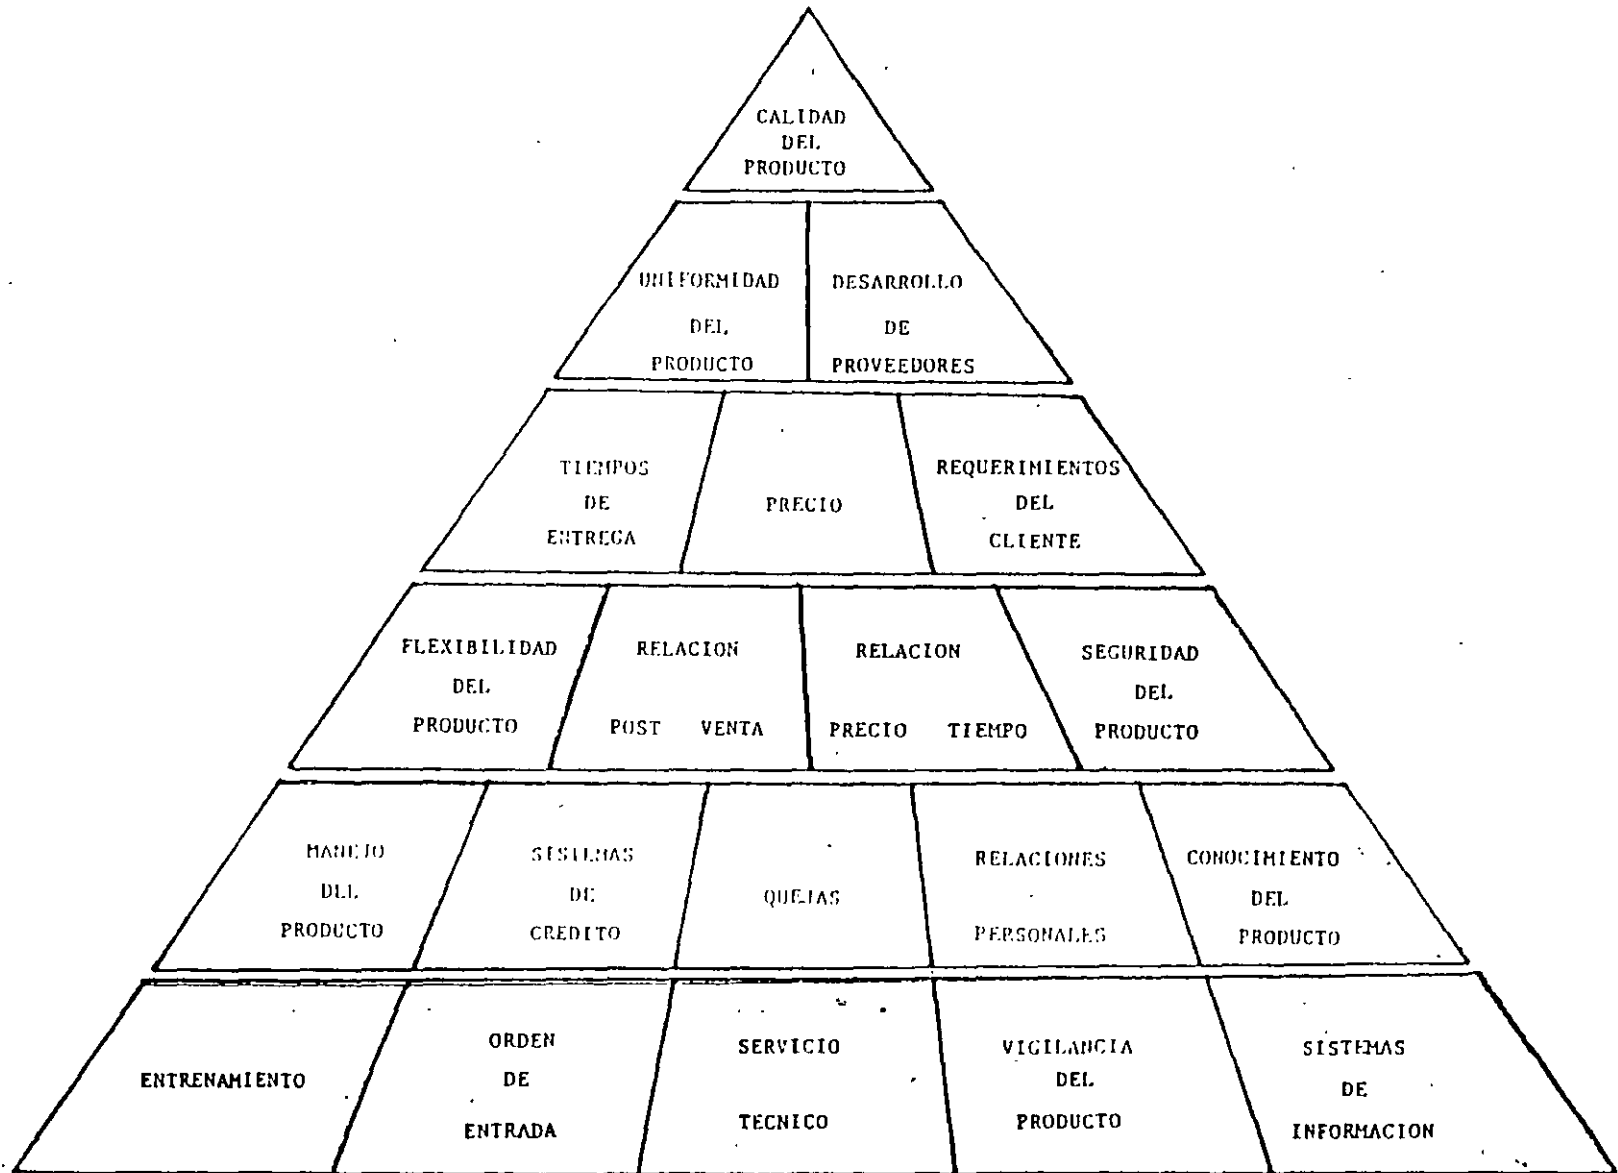 CALIDAD
DEL
PRODUCTO
UNIFORMIDAD
DEL
PRODUCTO
DESARROLLO
DE
PROVEEDORES
TIEMPOS
DE
ENTREGA
PRECIO
REQUERIMIENTOS
DEL
CLIENTE
FLEXIBILIDAD
DEL
PRODUCTO
RELACION
POST VENTA
RELACION
PRECIO TIEMPO
SEGURIDAD
DEL
PRODUCTO
MANEJO
DEL
PRODUCTO
SISTEMAS
DE
CREDITO
QUEJAS
RELACIONES
PERSONALES
CONOCIMIENTO
DEL
PRODUCTO
ENTRENAMIENTO
ORDEN
DE
ENTRADA
SERVICIO
TECNICO
VIGILANCIA
DEL
PRODUCTO
SISTEMAS
DE
INFORMACION